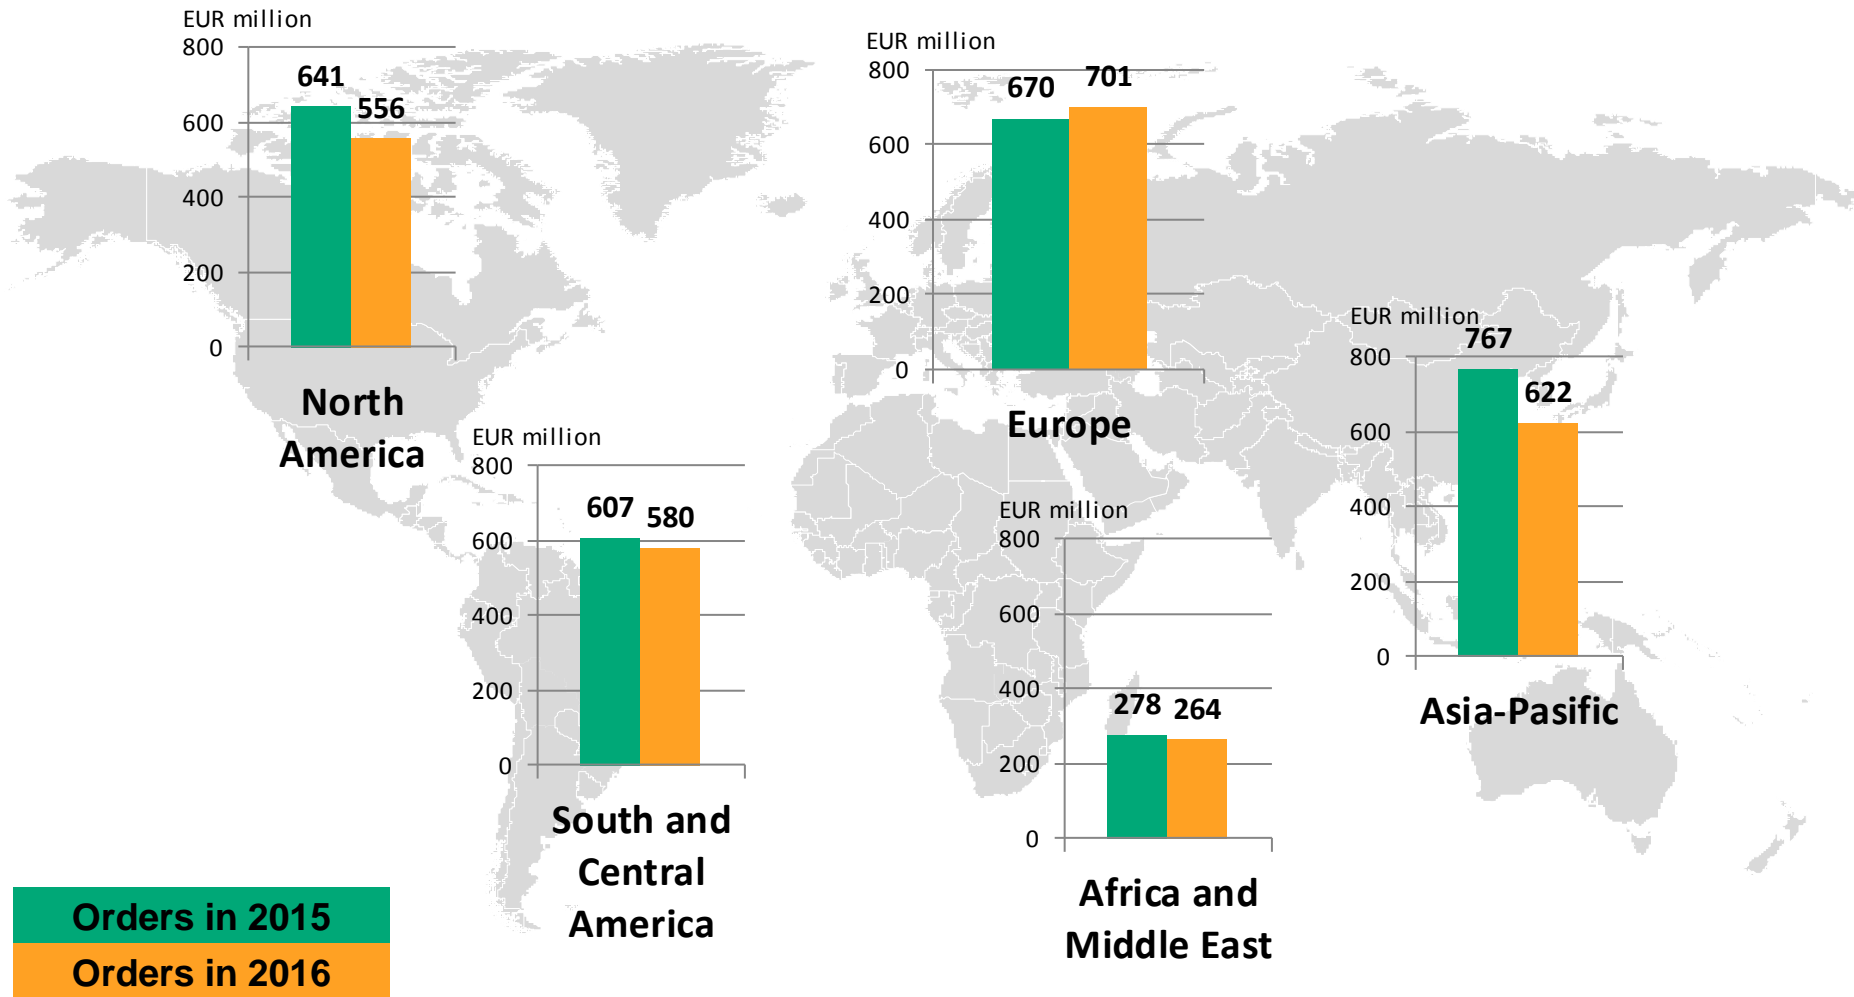 EUR million
800
641
556
600
400
200
0
North
America
EUR million
800
670
701
600
400
200
0
Europe
EUR million
767
800
622
600
400
200
0
Asia-Pasific
EUR million
800
607
580
600
400
200
0
South and
Central
America
EUR million
800
600
400
278
264
200
0
Africa and
Middle East
Orders in 2015
Orders in 2016